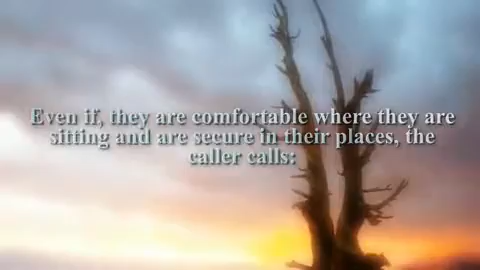 Even if, they are comfortable where they are
sitting and are secure in their places, the
caller calls: